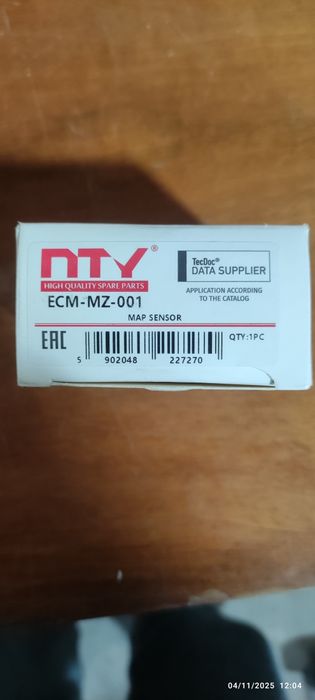 NTY®
HIGH QUALITY SPARE PARTS
TecDoc®
DATA SUPPLIER
ECM-MZ-001
APPLICATION ACCORDING
TO THE CATALOG
MAP SENSOR
EAC
QTY:1PC
5 902048 227270
04/11/2025 12:04